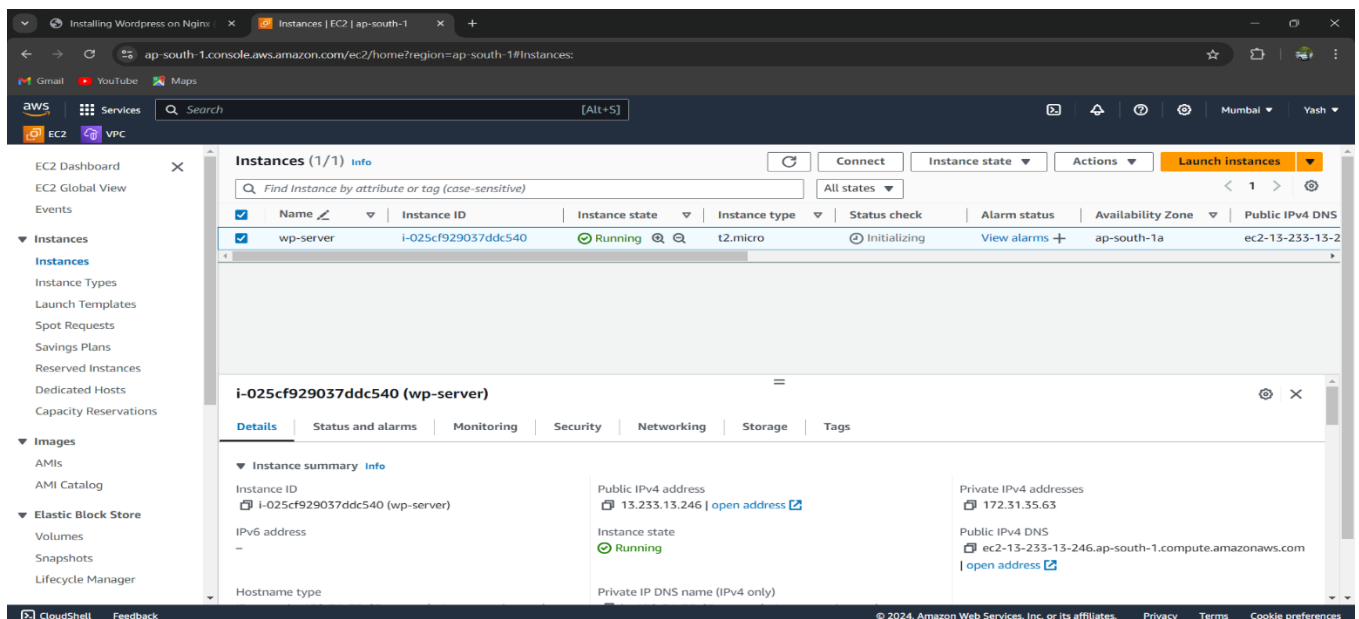 Installing Wordpress on Nginx
Instances | EC2 | ap-south-1
ap-south-1.console.aws.amazon.com/ec2/home?region=ap-south-1#Instances:
Gmail YouTube Maps
aws Services Search [Alt+S] Mumbai Yash
EC2 VPC
EC2 Dashboard
EC2 Global View
Events
Instances
Instances
Instance Types
Launch Templates
Spot Requests
Savings Plans
Reserved Instances
Dedicated Hosts
Capacity Reservations
Images
AMIs
AMI Catalog
Elastic Block Store
Volumes
Snapshots
Lifecycle Manager
Instances (1/1) Info Connect Instance state Actions Launch instances
Find Instance by attribute or tag (case-sensitive) All states 1
Name Instance ID Instance state Instance type Status check Alarm status Availability Zone Public IPv4 DNS
wp-server i-025cf929037ddc540 Running t2.micro Initializing View alarms + ap-south-1a ec2-13-233-13-2
i-025cf929037ddc540 (wp-server)
Details Status and alarms Monitoring Security Networking Storage Tags
Instance summary Info
Instance ID
i-025cf929037ddc540 (wp-server)
Public IPv4 address
13.233.13.246 | open address
Private IPv4 addresses
172.31.35.63
IPv6 address
–
Instance state
Running
Public IPv4 DNS
ec2-13-233-13-246.ap-south-1.compute.amazonaws.com
| open address
Hostname type
Private IP DNS name (IPv4 only)
CloudShell Feedback © 2024, Amazon Web Services, Inc. or its affiliates. Privacy Terms Cookie preferences